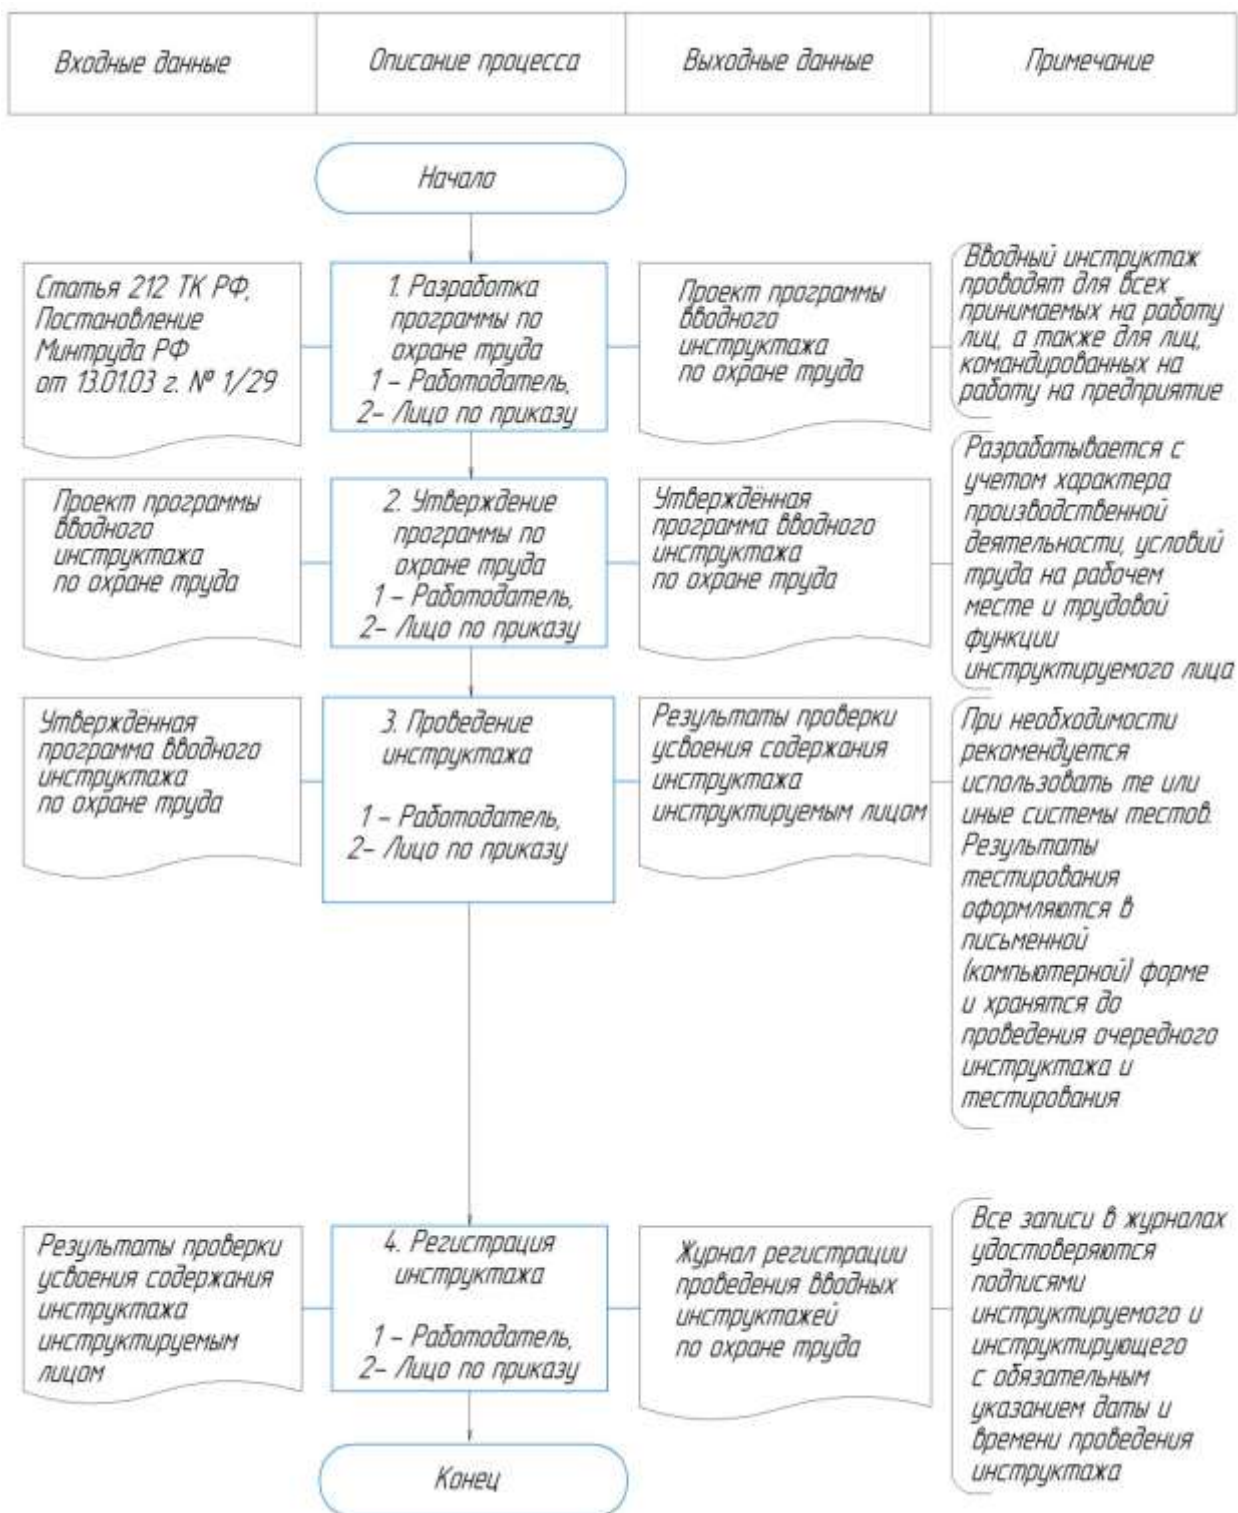 Входные данные
Описание процесса
Выходные данные
Примечание
Начало
Статья 212 ТК РФ,
Постановление
Минтруда РФ
от 13.01.03 г. № 1/29
1. Разработка
программы по
охране труда
1 – Работодатель,
2– Лицо по приказу
Проект программы
вводного
инструктажа
по охране труда
Вводный инструктаж
проводят для всех
принимаемых на работу
лиц, а также для лиц,
командированных на
работу на предприятие
Проект программы
вводного
инструктажа
по охране труда
2. Утверждение
программы по
охране труда
1 – Работодатель,
2– Лицо по приказу
Утверждённая
программа вводного
инструктажа
по охране труда
Разрабатывается с
учетом характера
производственной
деятельности, условий
труда на рабочем
месте и трудовой
функции
инструктируемого лица
Утверждённая
программа вводного
инструктажа
по охране труда
3. Проведение
инструктажа
1 – Работодатель,
2– Лицо по приказу
Результаты проверки
усвоения содержания
инструктажа
инструктируемым лицом
При необходимости
рекомендуется
использовать те или
иные системы тестов.
Результаты
тестирования
оформляются в
письменной
(компьютерной) форме
и хранятся до
проведения очередного
инструктажа и
тестирования
Результаты проверки
усвоения содержания
инструктажа
инструктируемым
лицом
4. Регистрация
инструктажа
1 – Работодатель,
2– Лицо по приказу
Журнал регистрации
проведения вводных
инструктажей
по охране труда
Все записи в журналах
удостоверяются
подписями
инструктируемого и
инструктирующего
с обязательным
указанием даты и
времени проведения
инструктажа
Конец